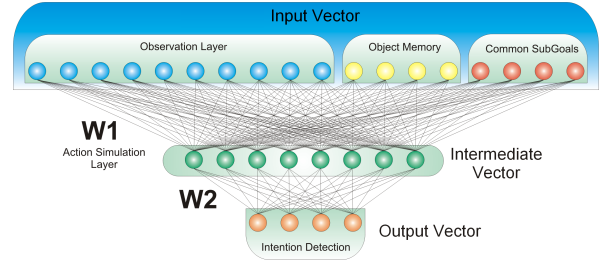 Input Vector
Observation Layer
Object Memory
Common SubGoals
W1
Action Simulation
Layer
Intermediate
Vector
W2
Output Vector
Intention Detection